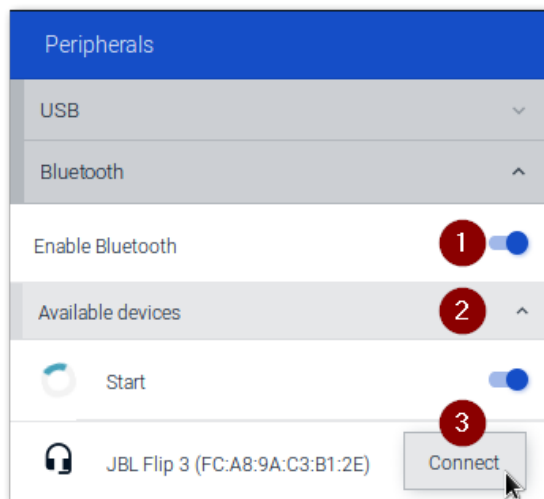 Peripherals
USB
Bluetooth
Enable Bluetooth 1
Available devices 2
Start
3
JBL Flip 3 (FC:A8:9A:C3:B1:2E) Connect